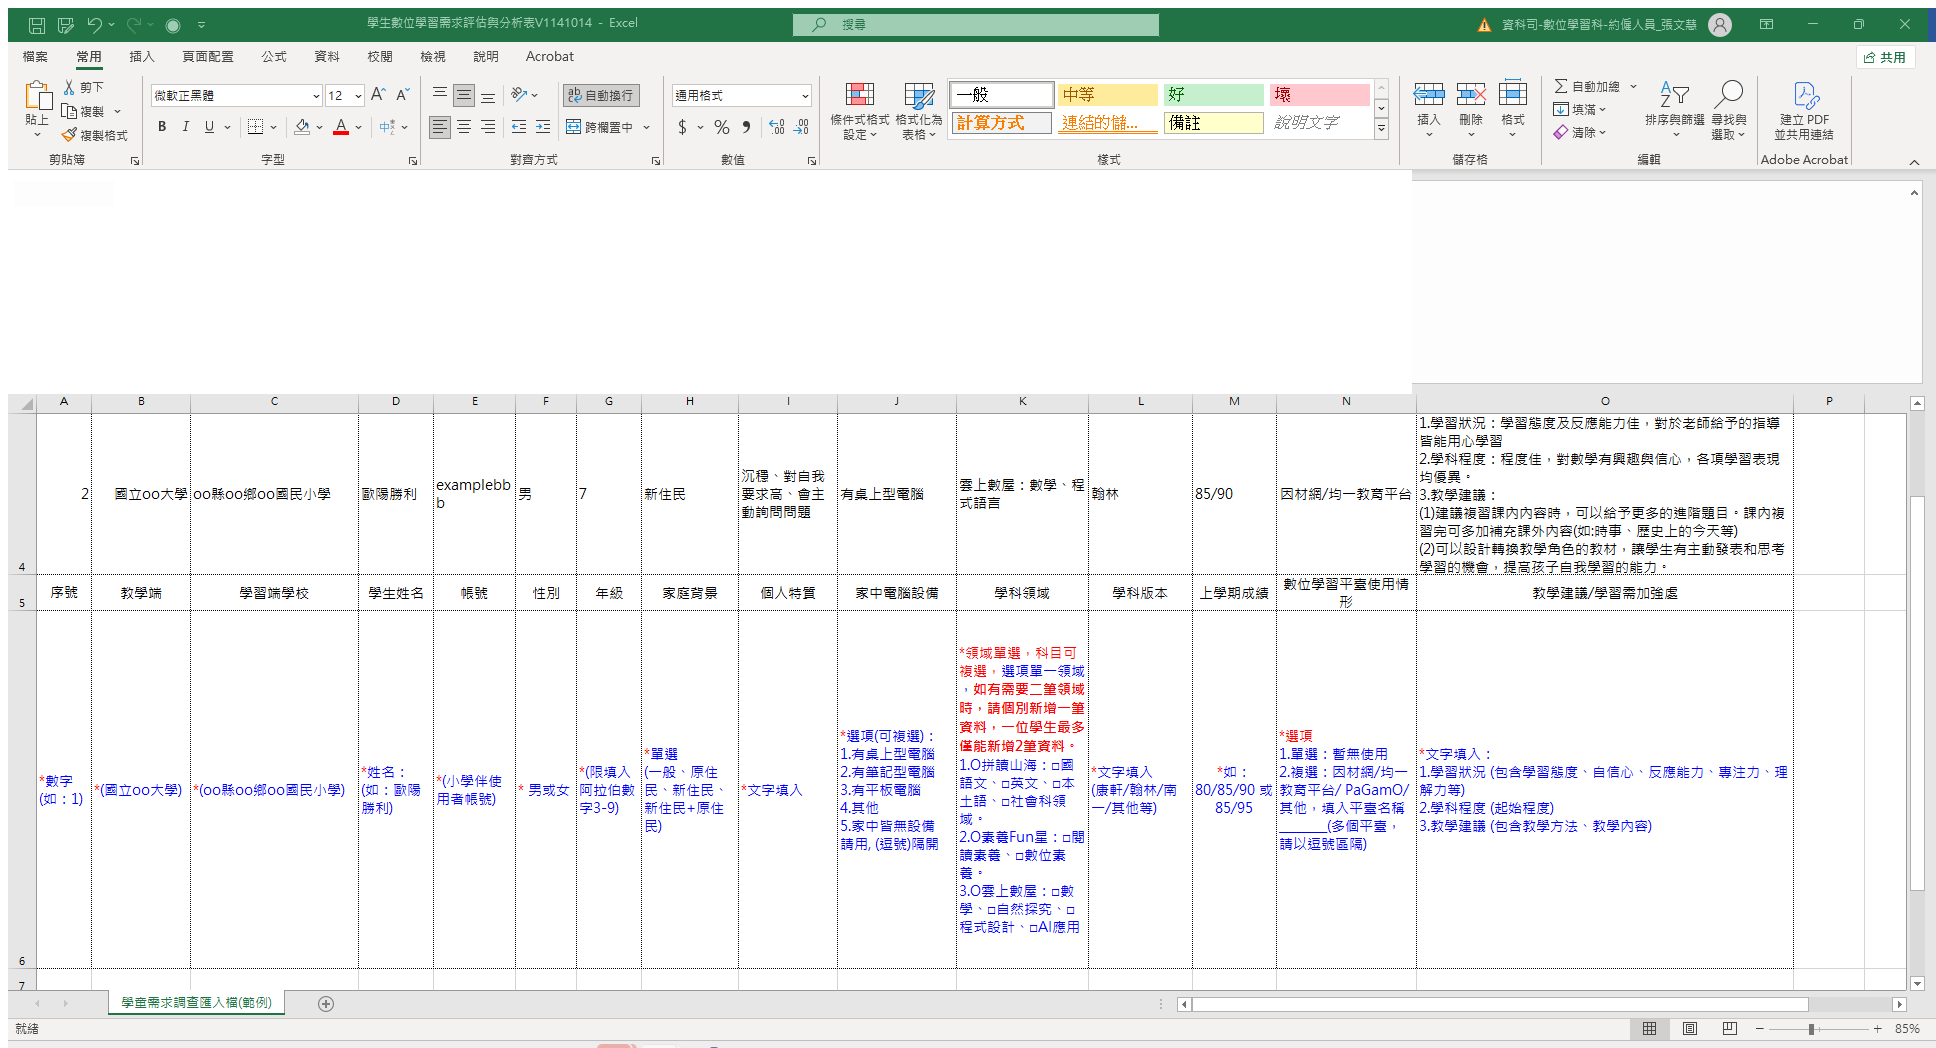 學生數位學習需求評估與分析表V1141014 - Excel
搜尋
資科司-數位學習科-約僱人員_張文慧
檔案 常用 插入 頁面配置 公式 資料 校閱 檢視 說明 Acrobat
共用
貼上
剪下
複製
複製格式
剪貼簿
微軟正黑體 12
B I U
字型
自動換行
跨欄置中
對齊方式
通用格式
$ % ,
數值
條件式格式設定
格式化為表格
一般 中等 好 壞
計算方式 連結的儲... 備註 說明文字
樣式
插入 刪除 格式
儲存格
自動加總
填滿
清除
排序與篩選
尋找與選取
編輯
建立 PDF
並共用連結
Adobe Acrobat
A B C D E F G H I J K L M N O P
4
2
國立oo大學
oo縣oo鄉oo國民小學
歐陽勝利
examplebb
b
男
7
新住民
沉穩、對自我
要求高、會主
動詢問問題
有桌上型電腦
雲上數屋：數學、程
式語言
翰林
85/90
因材網/均一教育平台
1.學習狀況：學習態度及反應能力佳，對於老師給予的指導
皆能用心學習
2.學科程度：程度佳，對數學有興趣與信心，各項學習表現
均優異。
3.教學建議：
(1)建議複習課內內容時，可以給予更多的進階題目。課內複
習完可多加補充課外內容(如:時事、歷史上的今天等)
(2)可以設計轉換教學角色的教材，讓學生有主動發表和思考
學習的機會，提高孩子自我學習的能力。
5
序號
教學端
學習端學校
學生姓名
帳號
性別
年級
家庭背景
個人特質
家中電腦設備
學科領域
學科版本
上學期成績
數位學習平臺使用情
形
教學建議/學習需加強處
6
*數字
(如：1)
*(國立oo大學)
*(oo縣oo鄉oo國民小學)
*姓名：
(如：歐陽
勝利)
*(小學伴使
用者帳號)
* 男或女
*(限填入
阿拉伯數
字3-9)
*單選
(一般、原住
民、新住民、
新住民+原住
民)
*文字填入
*選項(可複選)：
1.有桌上型電腦
2.有筆記型電腦
3.有平板電腦
4.其他
5.家中皆無設備
請用, (逗號)隔開
*領域單選，科目可
複選，選項單一領域
，如有需要二筆領域
時，請個別新增一筆
資料，一位學生最多
僅能新增2筆資料。
1.O拼讀山海：□國
語文、□英文、□本
土語、□社會科領
域。
2.O素養Fun星：□閱
讀素養、□數位素
養。
3.O雲上數屋：□數
學、□自然探究、□
程式設計、□AI應用
*文字填入
(康軒/翰林/南
一/其他等)
*如：
80/85/90 或
85/95
*選項
1.單選：暫無使用
2.複選：因材網/均一
教育平台/ PaGamO/
其他，填入平臺名稱
_______(多個平臺，
請以逗號區隔)
*文字填入：
1.學習狀況 (包含學習態度、自信心、反應能力、專注力、理
解力等)
2.學科程度 (起始程度)
3.教學建議 (包含教學方法、教學內容)
7
學童需求調查匯入檔(範例)
就緒
85%